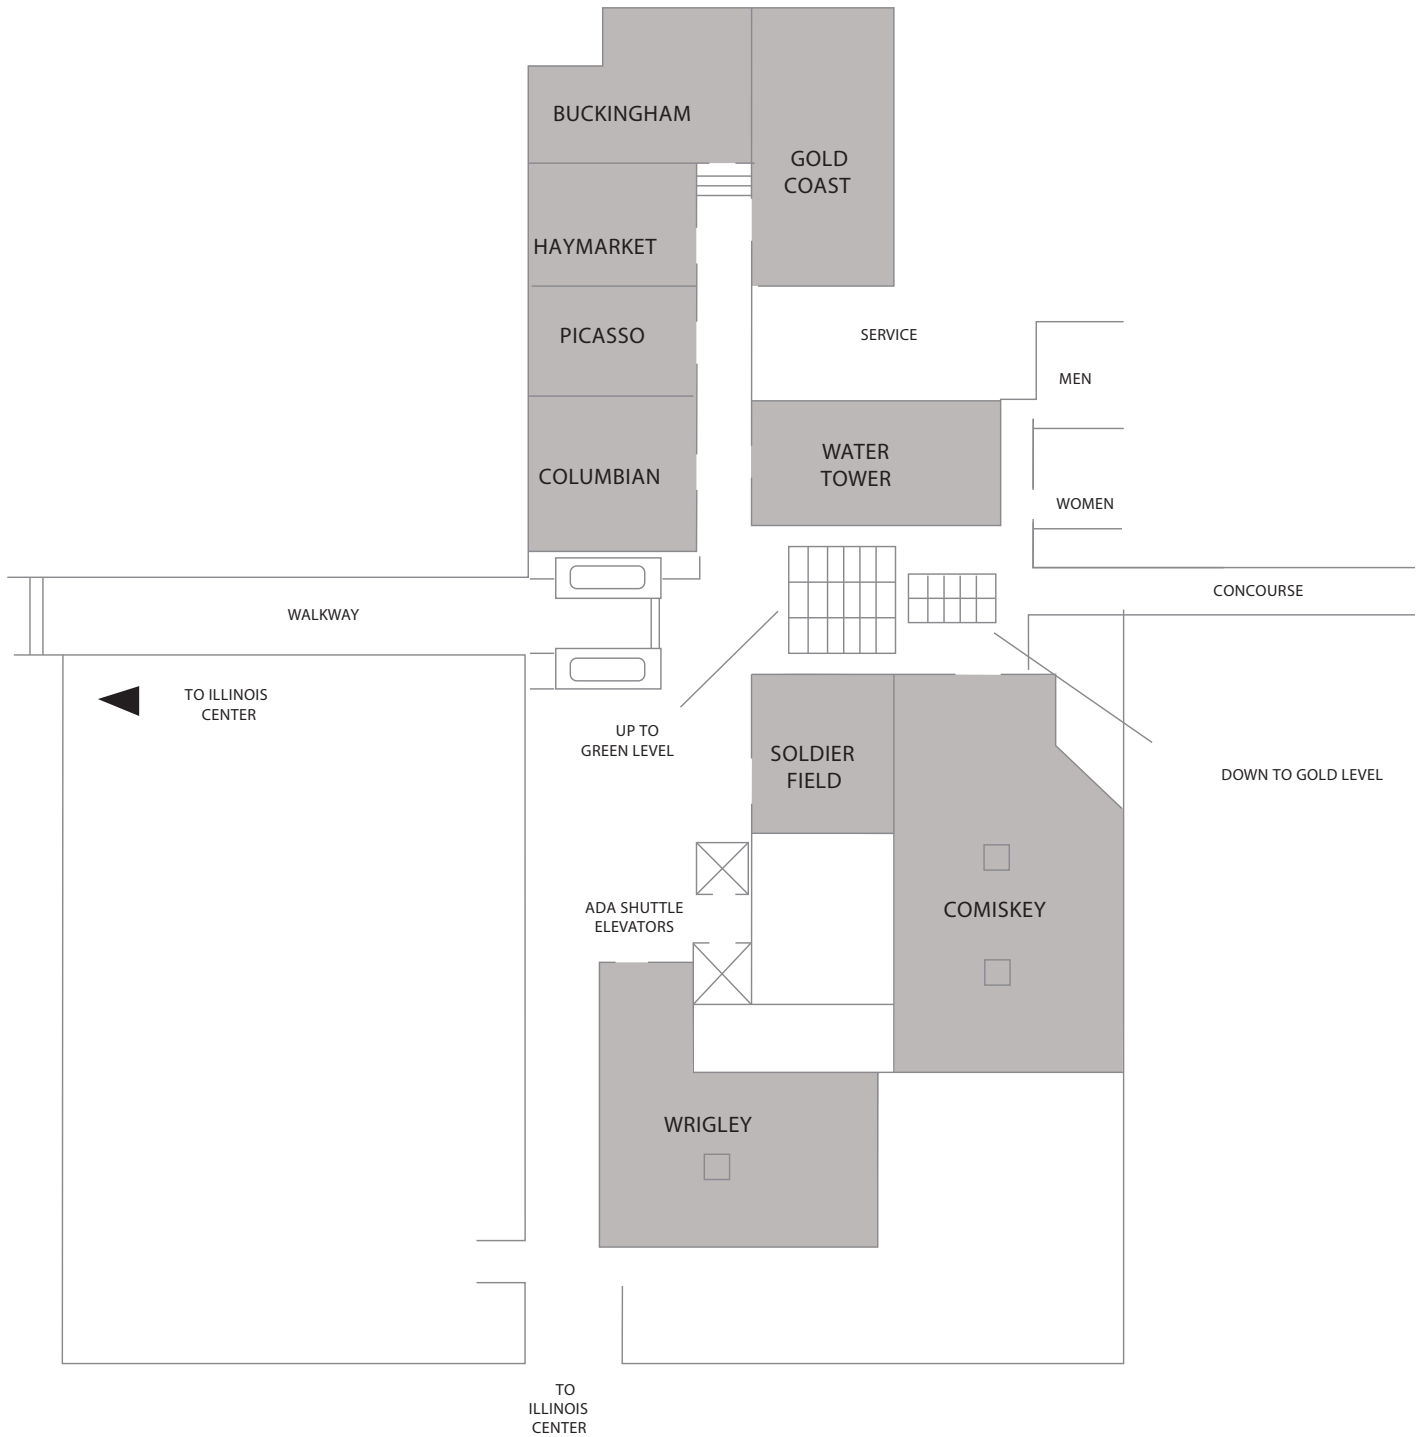 BUCKINGHAM
GOLD
COAST
HAYMARKET
PICASSO
SERVICE
MEN
WATER
TOWER
COLUMBIAN
WOMEN
CONCOURSE
WALKWAY
TO ILLINOIS
CENTER
UP TO
GREEN LEVEL
SOLDIER
FIELD
DOWN TO GOLD LEVEL
ADA SHUTTLE
ELEVATORS
COMISKEY
WRIGLEY
TO
ILLINOIS
CENTER